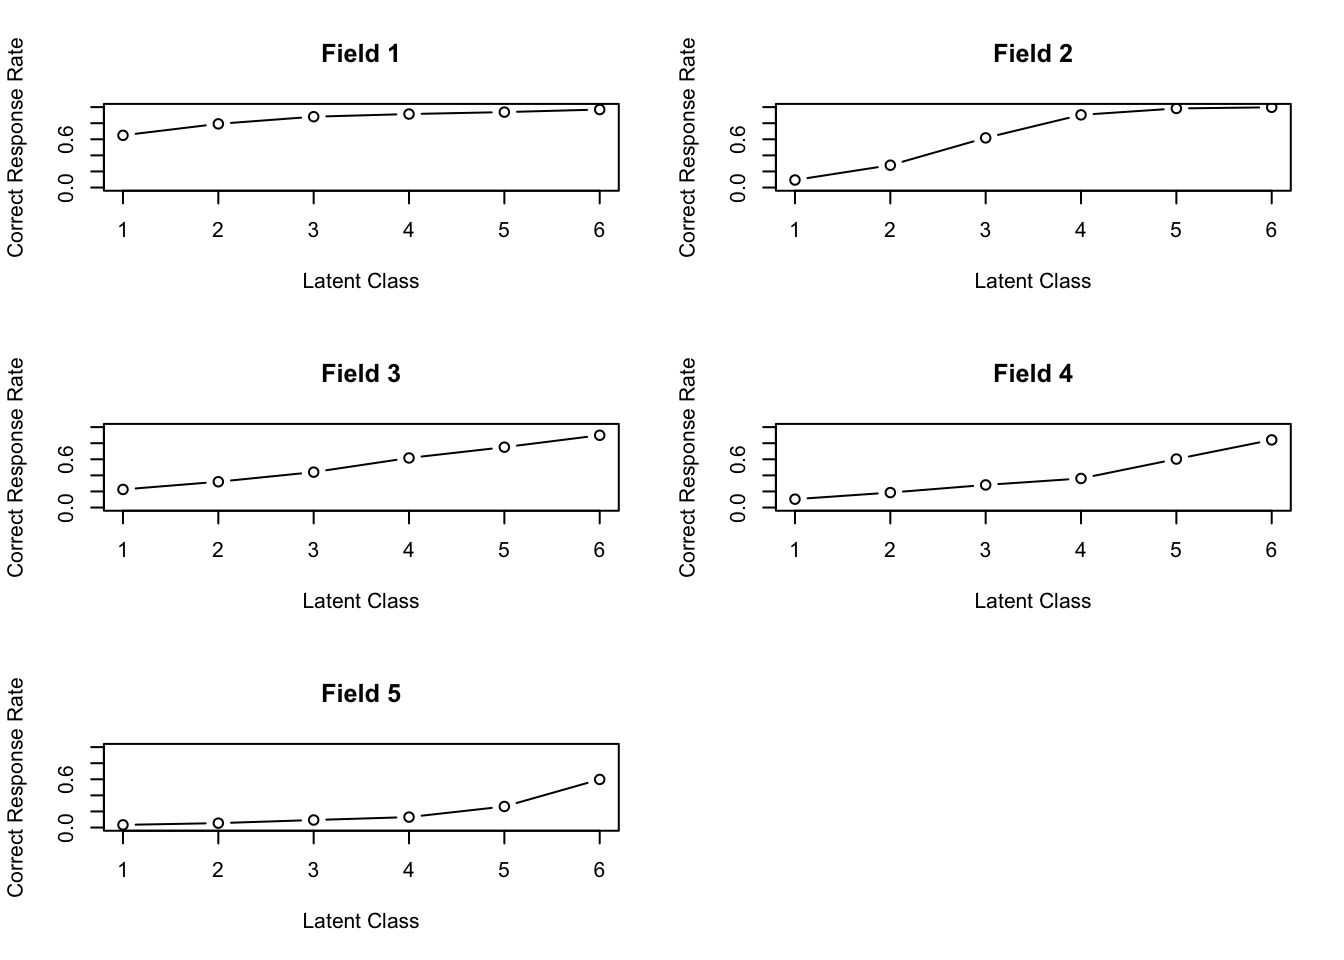 Field 1
Correct Response Rate
0.0 0.6
1 2 3 4 5 6
Latent Class
Field 2
Correct Response Rate
0.0 0.6
1 2 3 4 5 6
Latent Class
Field 3
Correct Response Rate
0.0 0.6
1 2 3 4 5 6
Latent Class
Field 4
Correct Response Rate
0.0 0.6
1 2 3 4 5 6
Latent Class
Field 5
Correct Response Rate
0.0 0.6
1 2 3 4 5 6
Latent Class